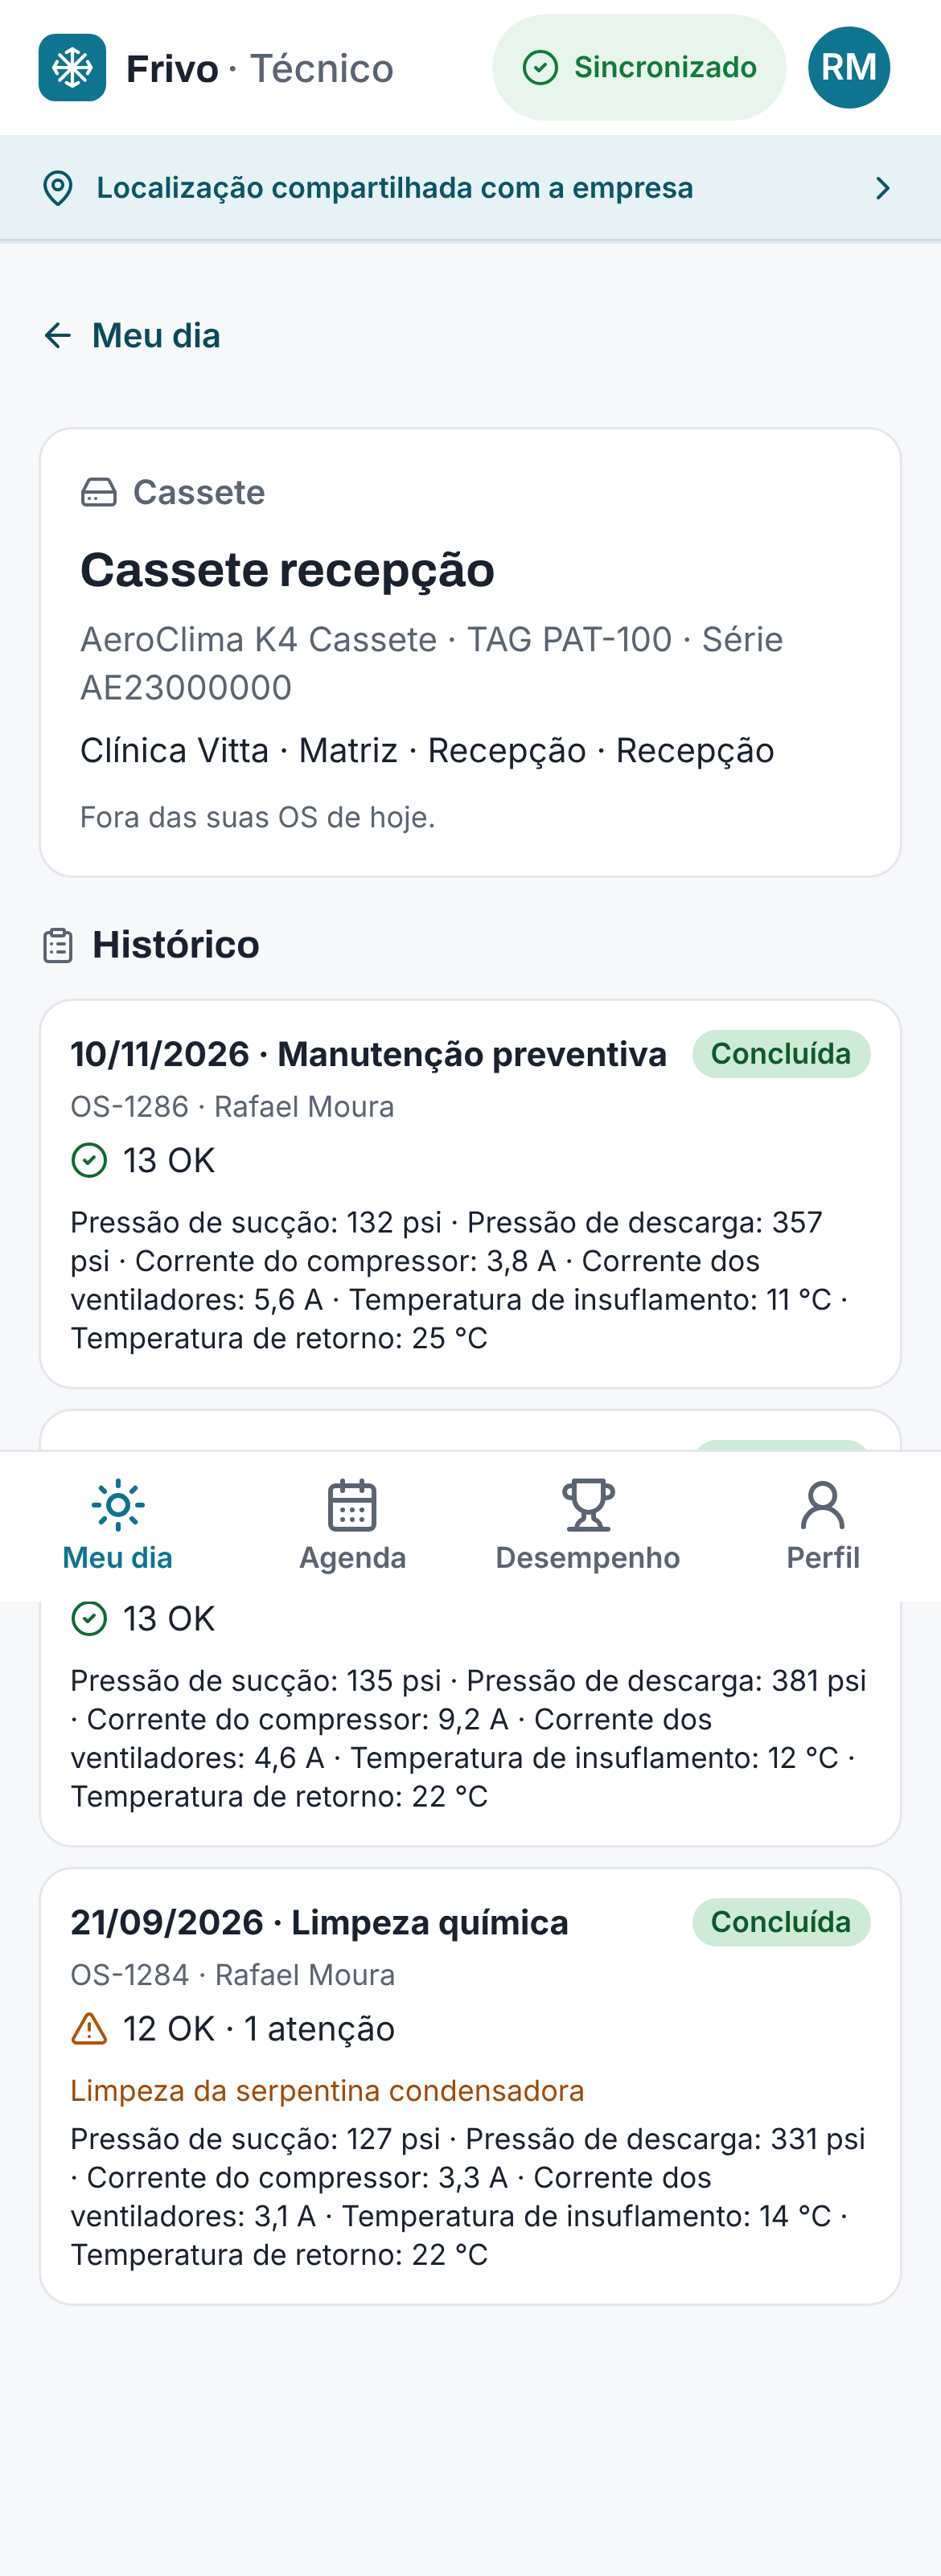 Frivo · Técnico
Sincronizado
RM
Localização compartilhada com a empresa
Meu dia
Cassete
Cassete recepção
AeroClima K4 Cassete · TAG PAT-100 · Série
AE23000000
Clínica Vitta · Matriz · Recepção · Recepção
Fora das suas OS de hoje.
Histórico
10/11/2026 · Manutenção preventiva
Concluída
OS-1286 · Rafael Moura
13 OK
Pressão de sucção: 132 psi · Pressão de descarga: 357
psi · Corrente do compressor: 3,8 A · Corrente dos
ventiladores: 5,6 A · Temperatura de insuflamento: 11 °C ·
Temperatura de retorno: 25 °C
Meu dia
Agenda
Desempenho
Perfil
13 OK
Pressão de sucção: 135 psi · Pressão de descarga: 381 psi
· Corrente do compressor: 9,2 A · Corrente dos
ventiladores: 4,6 A · Temperatura de insuflamento: 12 °C ·
Temperatura de retorno: 22 °C
21/09/2026 · Limpeza química
Concluída
OS-1284 · Rafael Moura
12 OK · 1 atenção
Limpeza da serpentina condensadora
Pressão de sucção: 127 psi · Pressão de descarga: 331 psi
· Corrente do compressor: 3,3 A · Corrente dos
ventiladores: 3,1 A · Temperatura de insuflamento: 14 °C ·
Temperatura de retorno: 22 °C